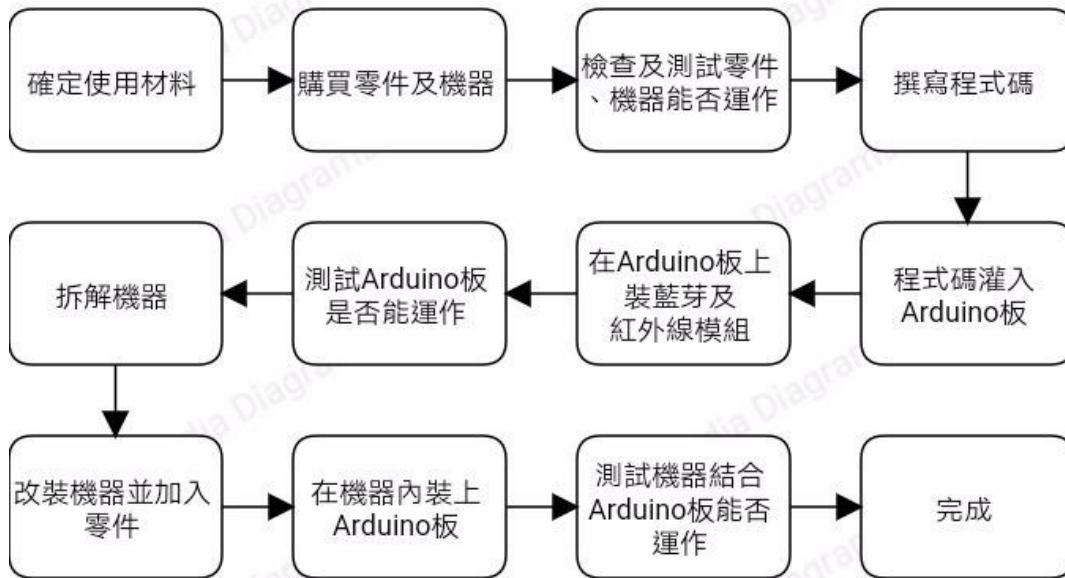 確定使用材料
購買零件及機器
檢查及測試零件
、機器能否運作
撰寫程式碼
程式碼灌入
Arduino板
在Arduino板上
裝藍芽及
紅外線模組
測試Arduino板
是否能運作
拆解機器
改裝機器並加入
零件
在機器內裝上
Arduino板
測試機器結合
Arduino板能否
運作
完成